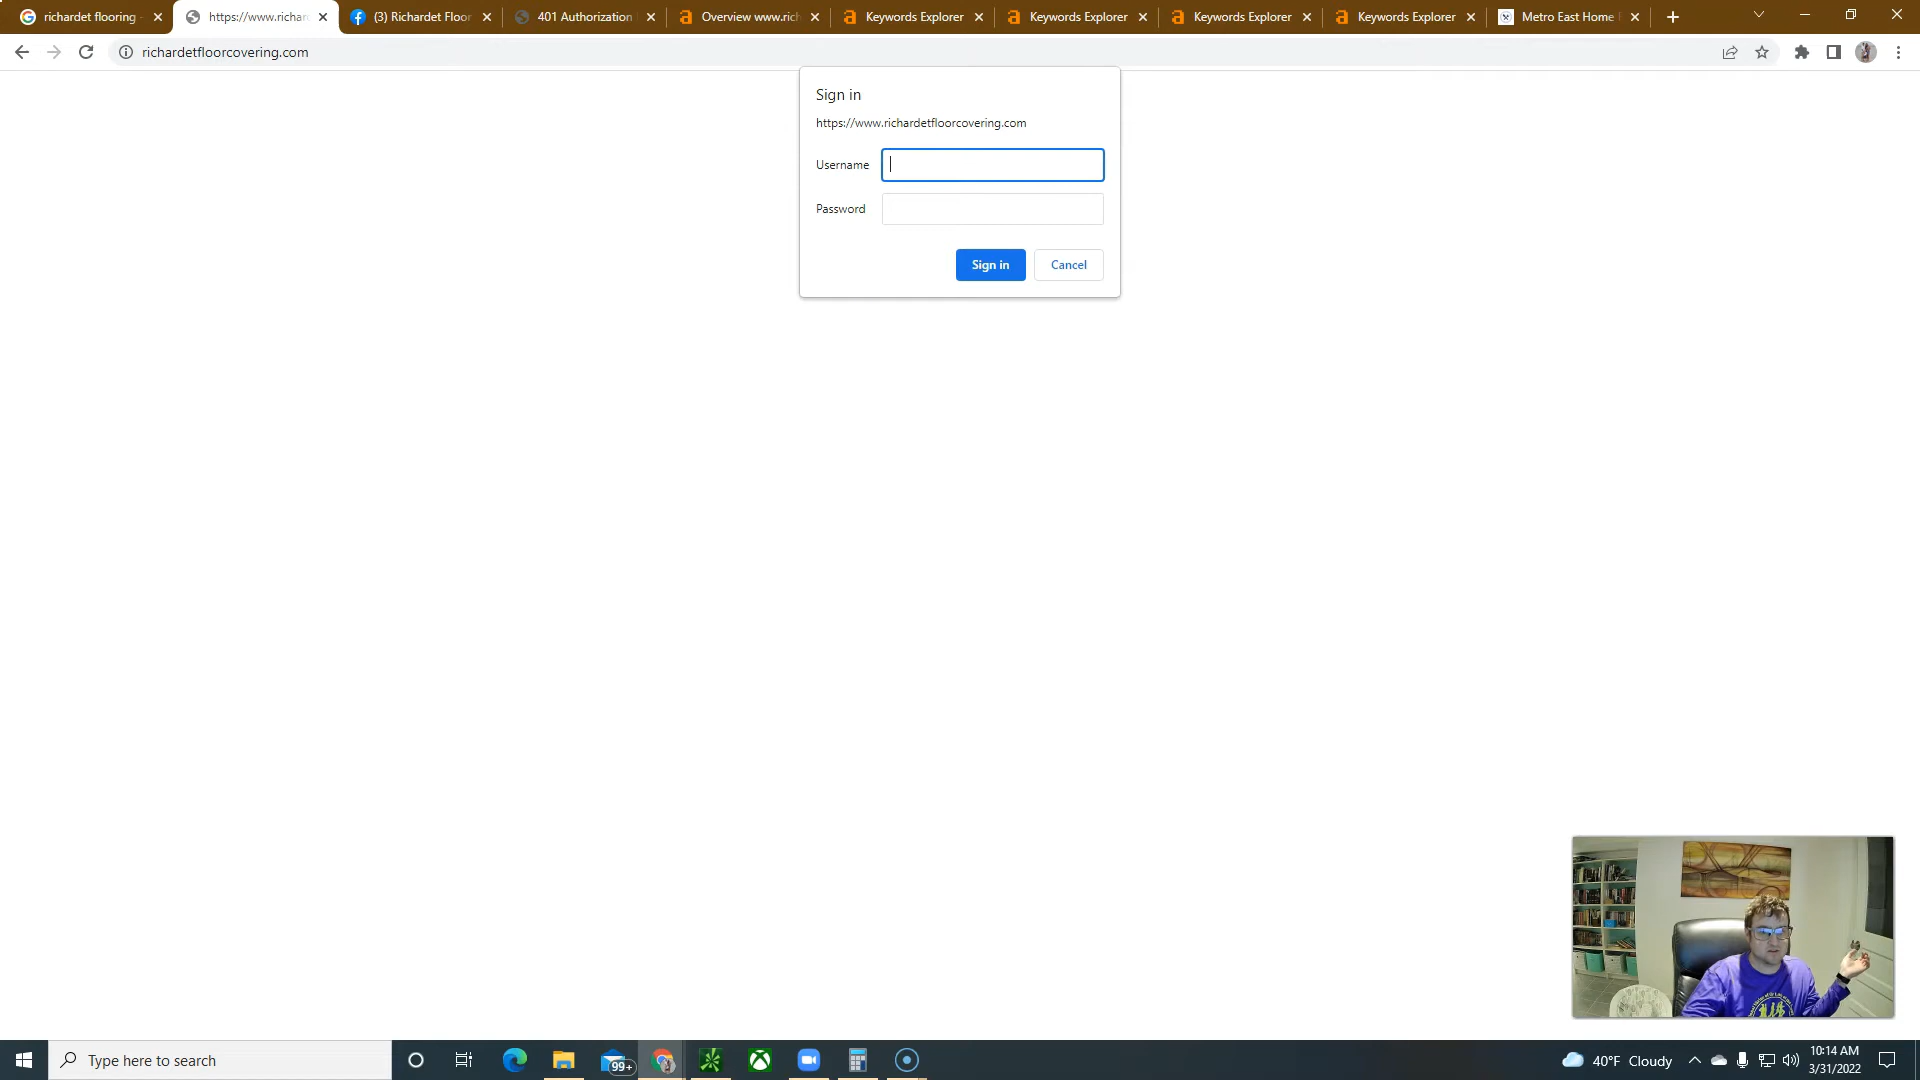 richardet flooring -
https://www.richar
(3) Richardet Floor
401 Authorization
Overview www.rich
Keywords Explorer
Keywords Explorer
Keywords Explorer
Keywords Explorer
Metro East Home
richardetfloorcovering.com
Sign in
https://www.richardetfloorcovering.com
Username
Password
Sign in
Cancel
Type here to search
99+
40°F Cloudy
10:14 AM
3/31/2022